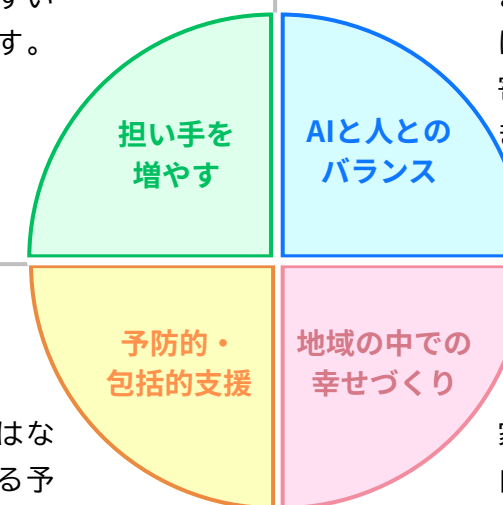 す。
担い手を
増やす
AIと人との
バランス
予防的・
包括的支援
地域の中での
幸せづくり
はな
る予